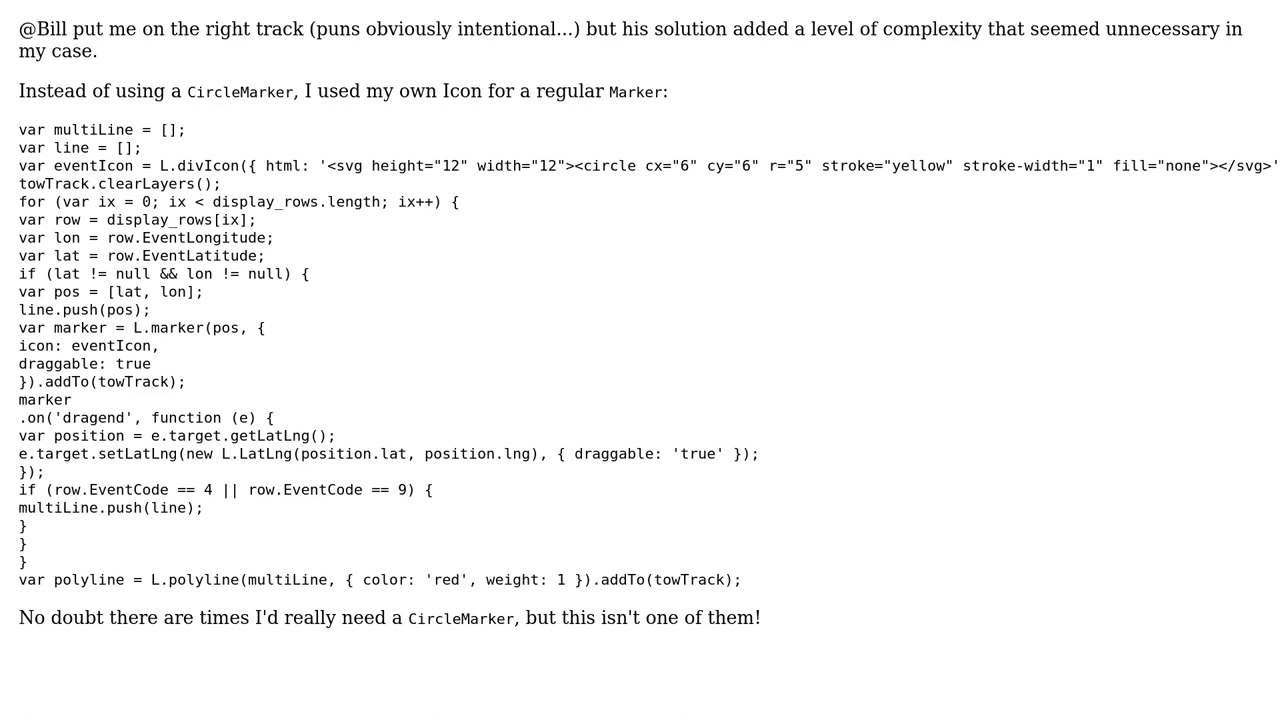 @Bill put me on the right track (puns obviously intentional...) but his solution added a level of complexity that seemed unnecessary in
my case.
Instead of using a CircleMarker, I used my own Icon for a regular Marker:
var multiLine = [];
var line = [];
var eventIcon = L.divIcon({ html: '<svg height="12" width="12"><circle cx="6" cy="6" r="5" stroke="yellow" stroke-width="1" fill="none"></svg>'
towTrack.clearLayers();
for (var ix = 0; ix < display_rows.length; ix++) {
var row = display_rows[ix];
var lon = row.EventLongitude;
var lat = row.EventLatitude;
if (lat != null && lon != null) {
var pos = [lat, lon];
line.push(pos);
var marker = L.marker(pos, {
icon: eventIcon,
draggable: true
}).addTo(towTrack);
marker
.on('dragend', function (e) {
var position = e.target.getLatLng();
e.target.setLatLng(new L.LatLng(position.lat, position.lng), { draggable: 'true' });
});
if (row.EventCode == 4 || row.EventCode == 9) {
multiLine.push(line);
}
}
}
var polyline = L.polyline(multiLine, { color: 'red', weight: 1 }).addTo(towTrack);
No doubt there are times I'd really need a CircleMarker, but this isn't one of them!